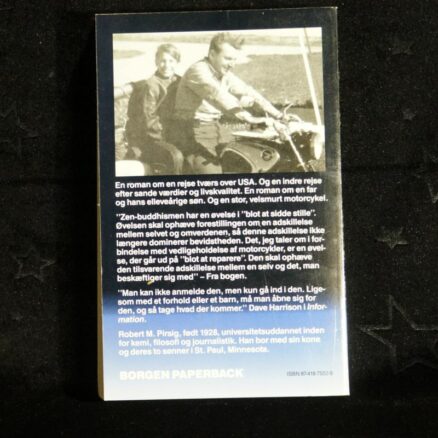 En roman om en rejse tværs over USA. Og en indre rejse
efter sande værdier og livskvalitet. En roman om en far
og hans elleveårige søn. Og en stor, velsmurt motorcykel.
"Zen-buddhismen har en øvelse i "blot at sidde stille".
Øvelsen skal ophæve forestillingen om en adskillelse
mellem selvet og omverdenen, så denne adskillelse ikke
længere dominerer bevidstheden. Det, jeg taler om i for-
bindelse med vedligeholdelse af motorcykler, er en øvel-
se, der går ud på "blot at reparere". Den skal ophæve
den tilsvarende adskillelse mellem en selv og det, man
beskæftiger sig med" – Fra bogen.
"Man kan ikke anmelde den, men kun gå ind i den. Lige-
som med et forhold eller et barn, må man åbne sig for
den, og så tage hvad der kommer." Dave Harrison i Infor-
mation.
Robert M. Pirsig, født 1928, universitetsuddannet inden
for kemi, filosofi og journalistik. Han bor med sin kone
og deres to sønner i St. Paul, Minnesota.
BORGEN PAPERBACK
ISBN 87-418-